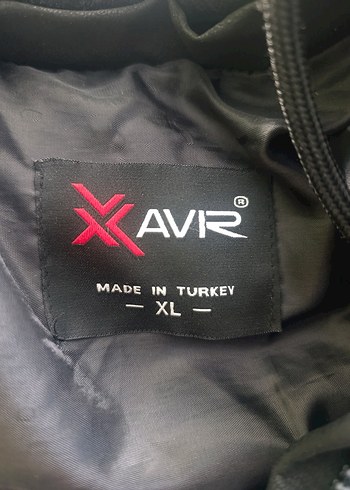 XAVIR®
MADE IN TURKEY
— XL —